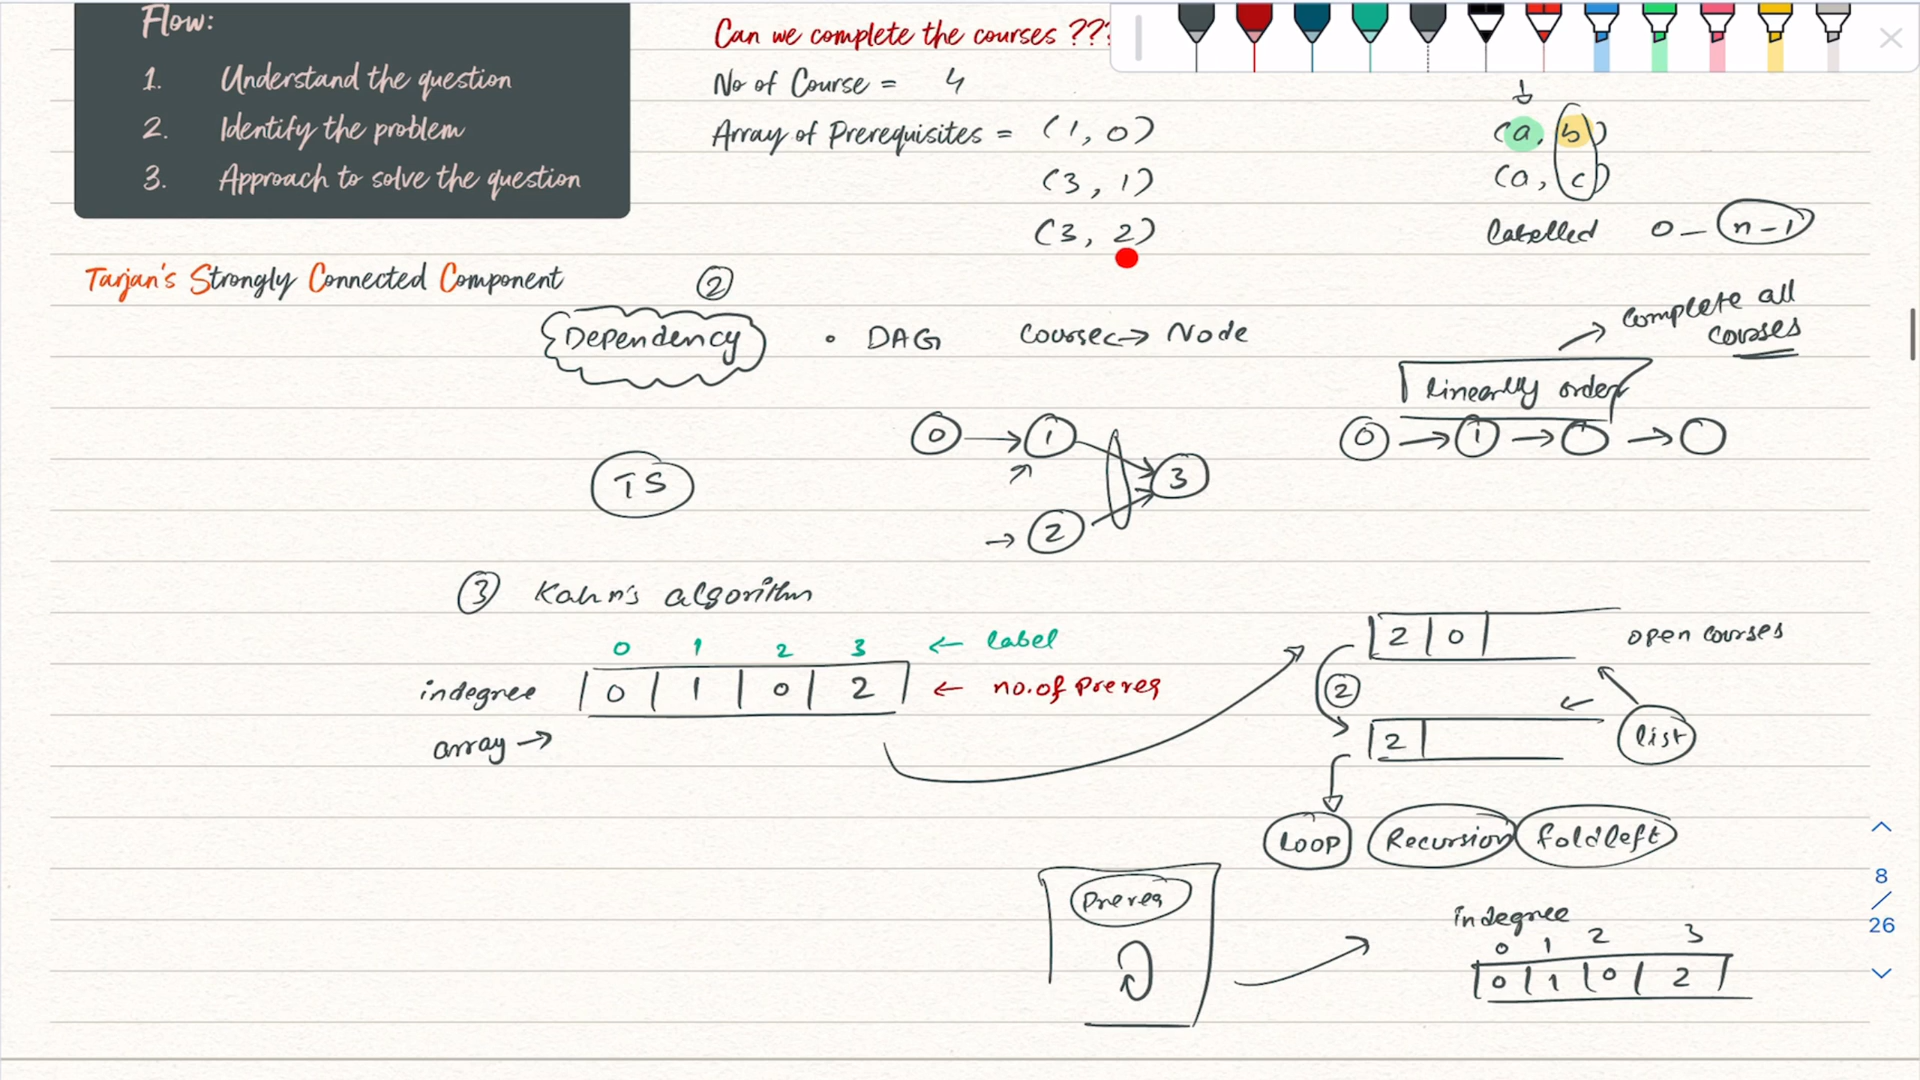 Flow:
1. Understand the question
2. Identify the problem
3. Approach to solve the question
Can we complete the courses ???
No of Course = 4
Array of Prerequisites = (1, 0)
(3, 1)
(3, 2)
(a, b)
(a, c)
labelled 0 – n-1
Tarjan's Strongly Connected Component
2
Dependency
• DAG
Course → Node
complete all
courses
linearly order
0 → 1 → →
0 → 1
3
2
TS
3 Kahn's algorithm
0 1 2 3 ← label
indegree 0 1 0 2 ← no.of Prereq
array →
2 0 open courses
2
2 list
Loop Recursion foldleft
Prereq
indegree
0 1 2 3
0 1 0 2
8
/
26